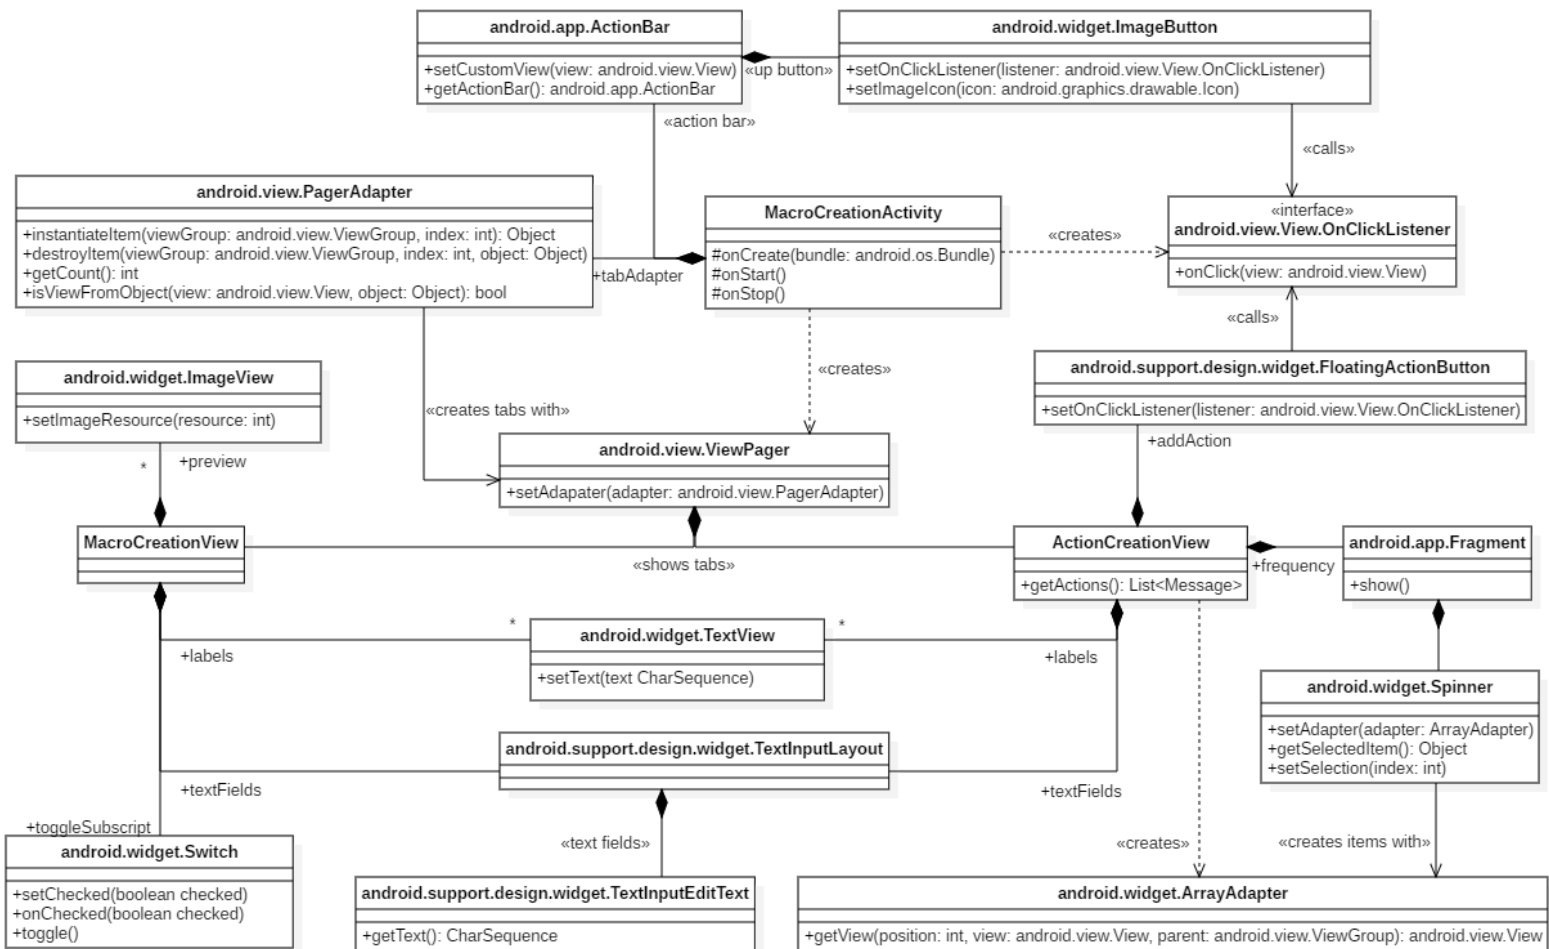 android.app.ActionBar
+setCustomView(view: android.view.View)
+getActionBar(): android.app.ActionBar
«up button»
android.widget.ImageButton
+setOnClickListener(listener: android.view.View.OnClickListener)
+setImageIcon(icon: android.graphics.drawable.Icon)
«action bar»
«calls»
android.view.PagerAdapter
+instantiateItem(viewGroup: android.view.ViewGroup, index: int): Object
+destroyItem(viewGroup: android.view.ViewGroup, index: int, object: Object)
+getCount(): int
+isViewFromObject(view: android.view.View, object: Object): bool
+tabAdapter
MacroCreationActivity
#onCreate(bundle: android.os.Bundle)
#onStart()
#onStop()
«creates»
«interface»
android.view.View.OnClickListener
+onClick(view: android.view.View)
«calls»
«creates»
android.widget.ImageView
+setImageResource(resource: int)
«creates tabs with»
android.support.design.widget.FloatingActionButton
+setOnClickListener(listener: android.view.View.OnClickListener)
+addAction
*
+preview
android.view.ViewPager
+setAdapater(adapter: android.view.PagerAdapter)
MacroCreationView
«shows tabs»
ActionCreationView
+getActions(): List<Message>
+frequency
android.app.Fragment
+show()
*
+labels
android.widget.TextView
+setText(text CharSequence)
*
+labels
android.widget.Spinner
+setAdapter(adapter: ArrayAdapter)
+getSelectedItem(): Object
+setSelection(index: int)
+textFields
android.support.design.widget.TextInputLayout
+textFields
+toggleSubscript
«text fields»
«creates»
«creates items with»
android.widget.Switch
+setChecked(boolean checked)
+onChecked(boolean checked)
+toggle()
android.support.design.widget.TextInputEditText
+getText(): CharSequence
android.widget.ArrayAdapter
+getView(position: int, view: android.view.View, parent: android.view.ViewGroup): android.view.View